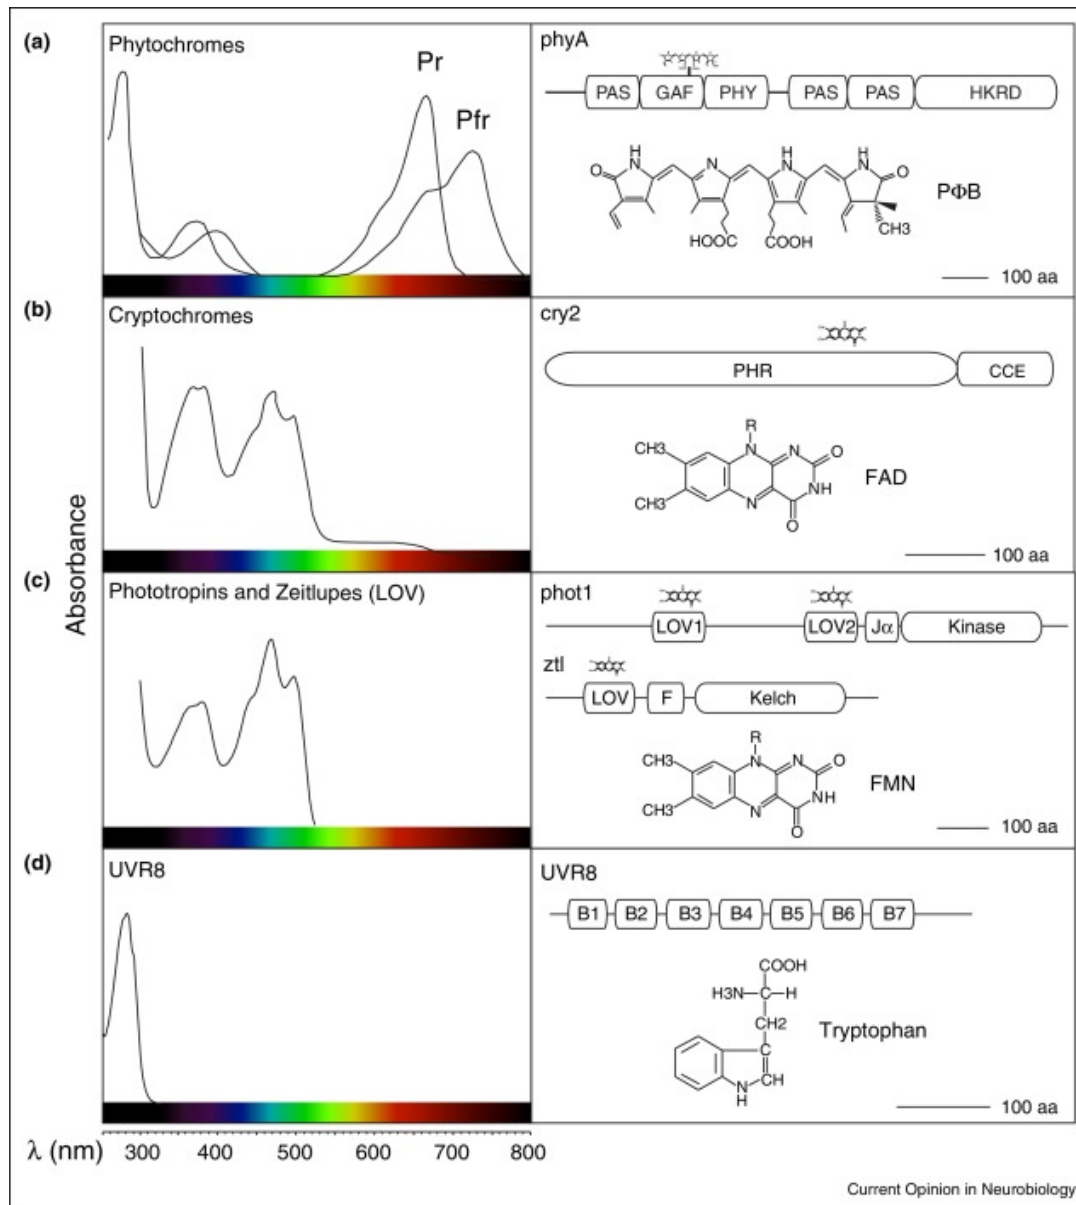 (a)
Phytochromes
Pr
Pfr
phyA
PAS GAF PHY PAS PAS HKRD
NH N NH NH
O O
HOOC COOH
CH3
PΦB
100 aa
(b)
Cryptochromes
cry2
PHR CCE
R
CH3 N N O
CH3 N NH
O
FAD
100 aa
(c)
Phototropins and Zeitlupes (LOV)
phot1
LOV1 LOV2 Jα Kinase
ztl
LOV F Kelch
R
CH3 N N O
CH3 N NH
O
FMN
100 aa
(d)
UVR8
UVR8
B1 B2 B3 B4 B5 B6 B7
COOH
H3N C H
CH2
C
CH
N
H
Tryptophan
100 aa
Absorbance
λ (nm) 300 400 500 600 700 800
Current Opinion in Neurobiology